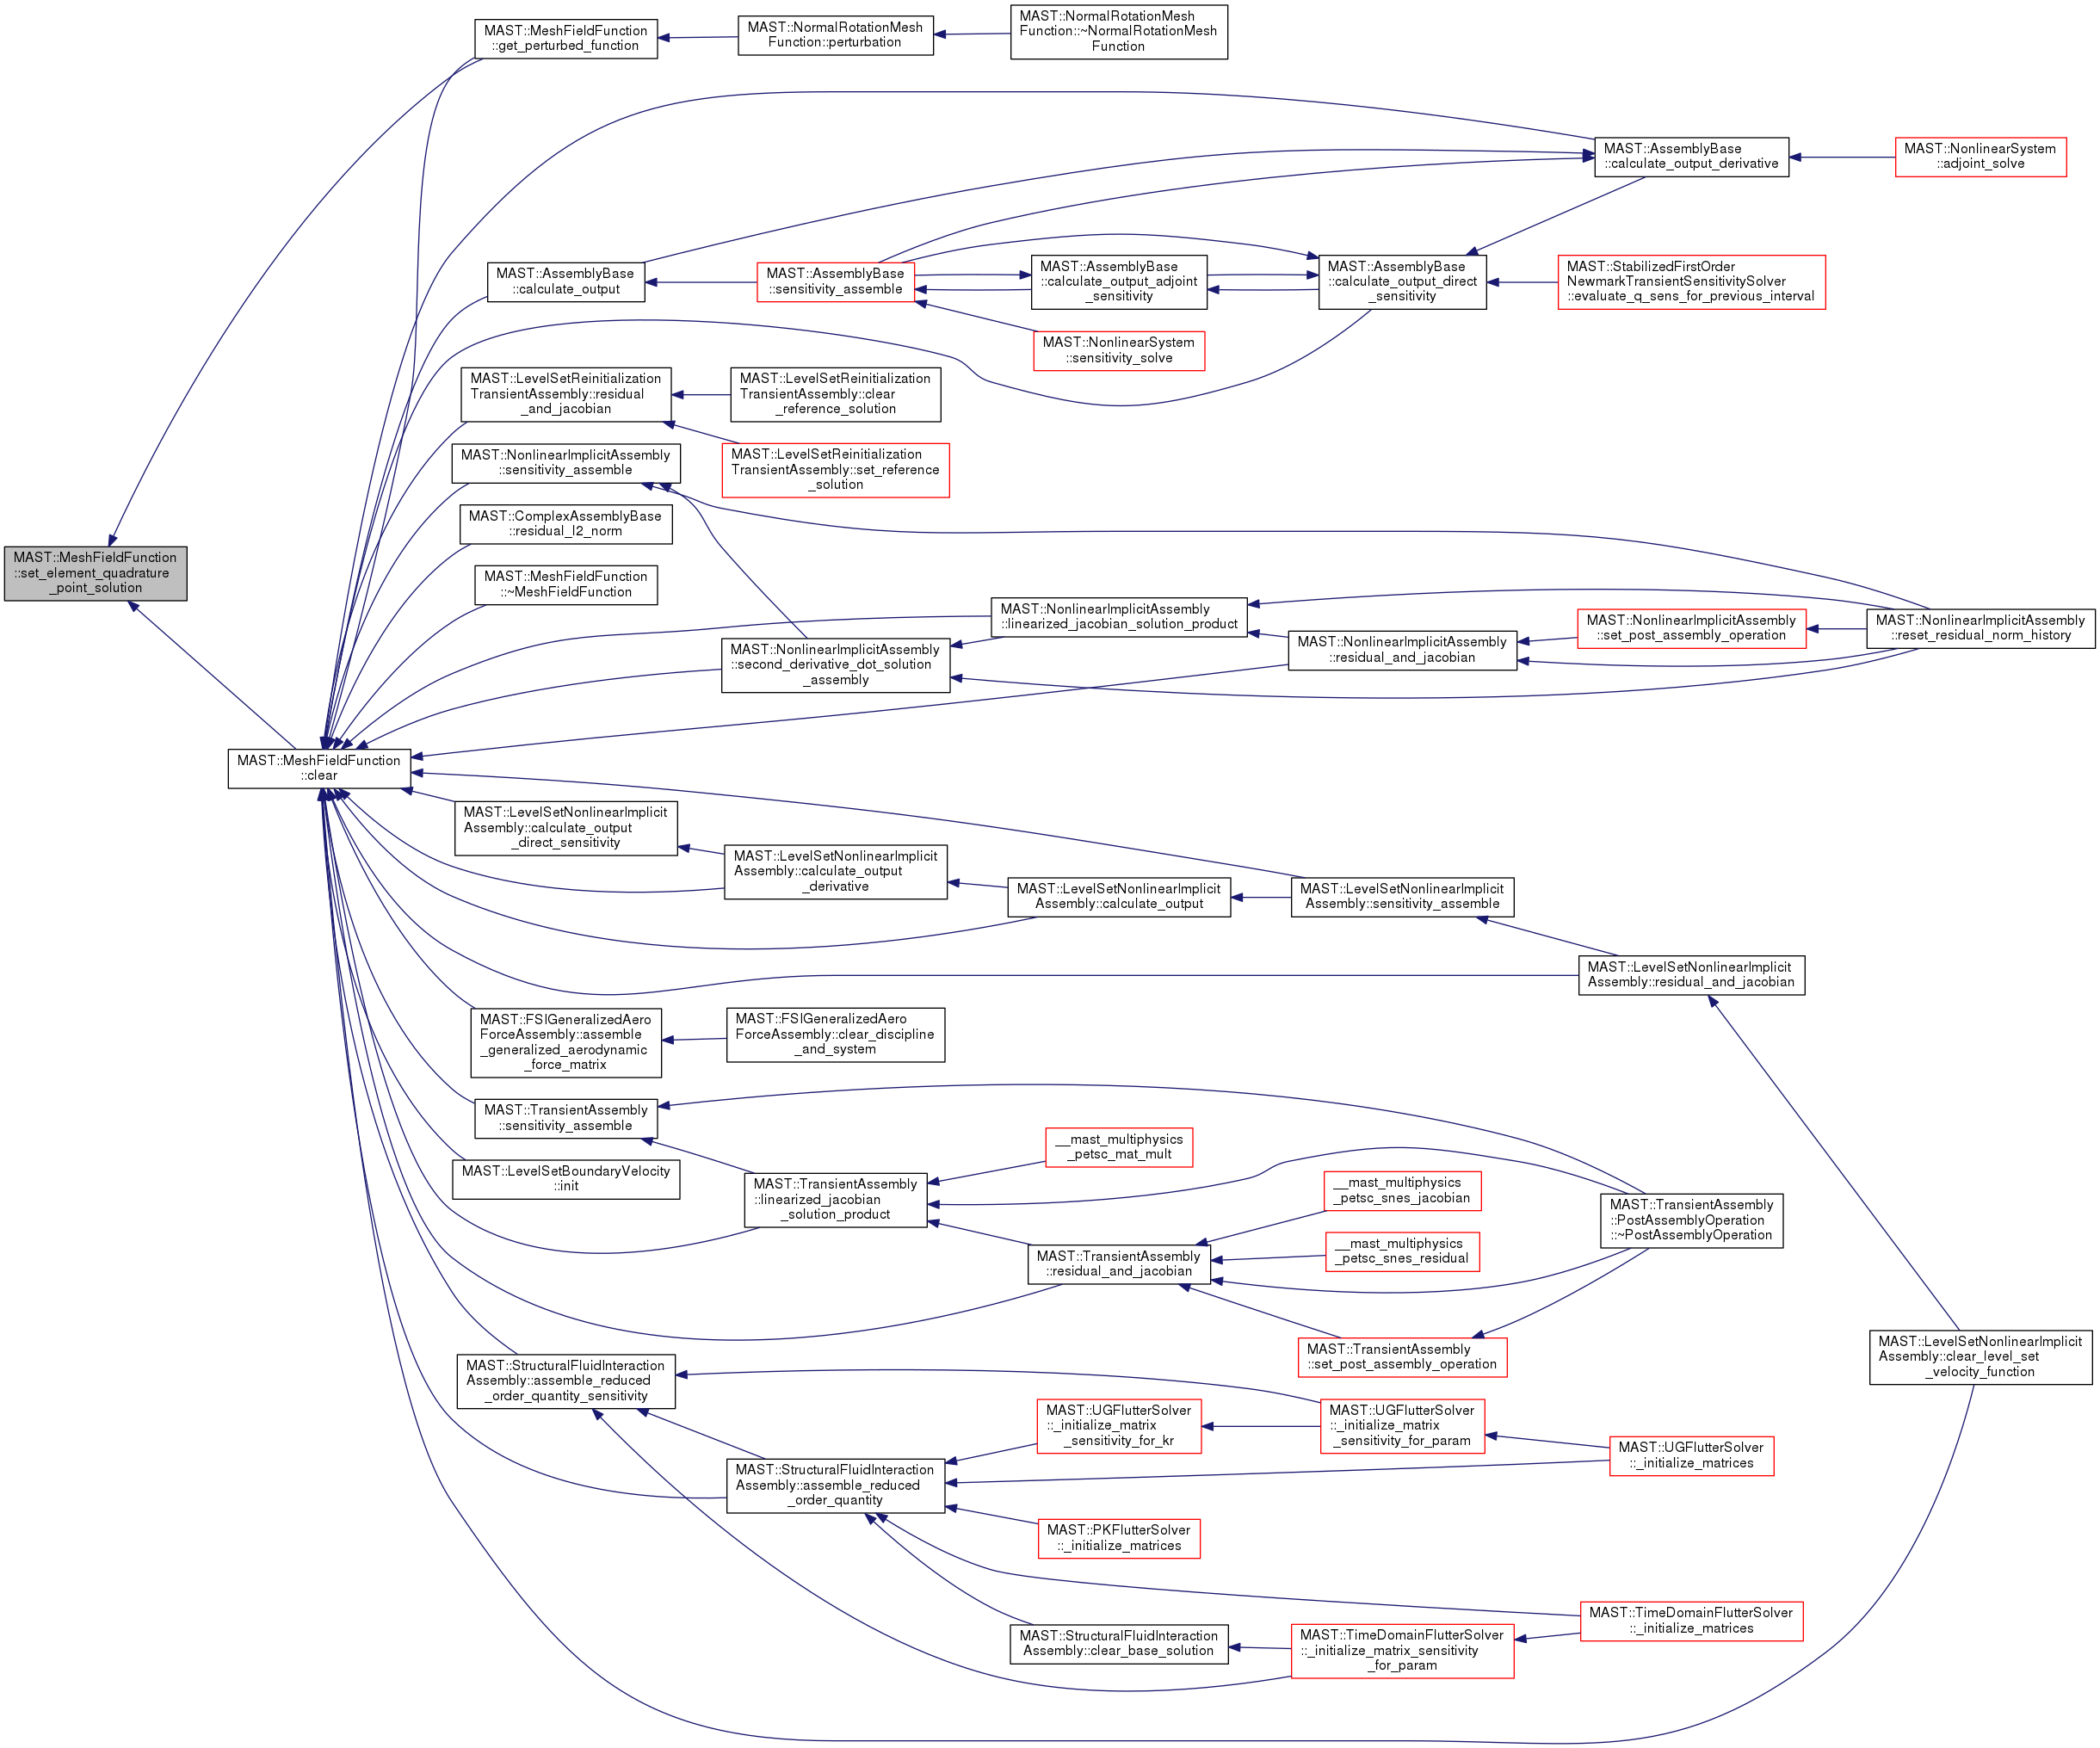 MAST::MeshFieldFunction
::get_perturbed_function
MAST::NormalRotationMesh
Function::perturbation
MAST::NormalRotationMesh
Function::~NormalRotationMesh
Function
MAST::AssemblyBase
::calculate_output_derivative
MAST::NonlinearSystem
::adjoint_solve
MAST::AssemblyBase
::calculate_output
MAST::AssemblyBase
::sensitivity_assemble
MAST::AssemblyBase
::calculate_output_adjoint
_sensitivity
MAST::AssemblyBase
::calculate_output_direct
_sensitivity
MAST::StabilizedFirstOrder
NewmarkTransientSensitivitySolver
::evaluate_q_sens_for_previous_interval
MAST::NonlinearSystem
::sensitivity_solve
MAST::LevelSetReinitialization
TransientAssembly::residual
_and_jacobian
MAST::LevelSetReinitialization
TransientAssembly::clear
_reference_solution
MAST::LevelSetReinitialization
TransientAssembly::set_reference
_solution
MAST::NonlinearImplicitAssembly
::sensitivity_assemble
MAST::ComplexAssemblyBase
::residual_l2_norm
MAST::MeshFieldFunction
::set_element_quadrature
_point_solution
MAST::MeshFieldFunction
::~MeshFieldFunction
MAST::NonlinearImplicitAssembly
::linearized_jacobian_solution_product
MAST::NonlinearImplicitAssembly
::second_derivative_dot_solution
_assembly
MAST::NonlinearImplicitAssembly
::residual_and_jacobian
MAST::NonlinearImplicitAssembly
::set_post_assembly_operation
MAST::NonlinearImplicitAssembly
::reset_residual_norm_history
MAST::MeshFieldFunction
::clear
MAST::LevelSetNonlinearImplicit
Assembly::calculate_output
_direct_sensitivity
MAST::LevelSetNonlinearImplicit
Assembly::calculate_output
_derivative
MAST::LevelSetNonlinearImplicit
Assembly::calculate_output
MAST::LevelSetNonlinearImplicit
Assembly::sensitivity_assemble
MAST::LevelSetNonlinearImplicit
Assembly::residual_and_jacobian
MAST::FSIGeneralizedAero
ForceAssembly::assemble
_generalized_aerodynamic
_force_matrix
MAST::FSIGeneralizedAero
ForceAssembly::clear_discipline
_and_system
MAST::TransientAssembly
::sensitivity_assemble
MAST::LevelSetBoundaryVelocity
::init
MAST::TransientAssembly
::linearized_jacobian
_solution_product
__mast_multiphysics
_petsc_mat_mult
MAST::TransientAssembly
::residual_and_jacobian
__mast_multiphysics
_petsc_snes_jacobian
__mast_multiphysics
_petsc_snes_residual
MAST::TransientAssembly
::set_post_assembly_operation
MAST::TransientAssembly
::PostAssemblyOperation
::~PostAssemblyOperation
MAST::LevelSetNonlinearImplicit
Assembly::clear_level_set
_velocity_function
MAST::StructuralFluidInteraction
Assembly::assemble_reduced
_order_quantity_sensitivity
MAST::StructuralFluidInteraction
Assembly::assemble_reduced
_order_quantity
MAST::UGFlutterSolver
::_initialize_matrix
_sensitivity_for_kr
MAST::UGFlutterSolver
::_initialize_matrix
_sensitivity_for_param
MAST::UGFlutterSolver
::_initialize_matrices
MAST::PKFlutterSolver
::_initialize_matrices
MAST::StructuralFluidInteraction
Assembly::clear_base_solution
MAST::TimeDomainFlutterSolver
::_initialize_matrix_sensitivity
_for_param
MAST::TimeDomainFlutterSolver
::_initialize_matrices